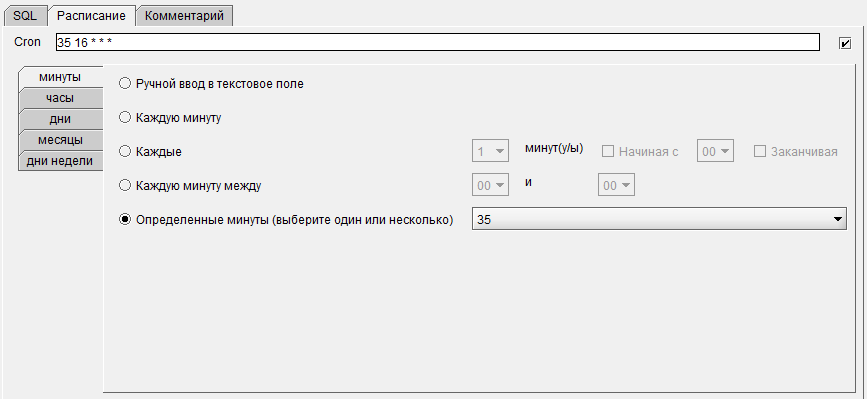 SQL Расписание Комментарий
Cron 35 16 * * *
минуты
часы
дни
месяцы
дни недели
Ручной ввод в текстовое поле
Каждую минуту
Каждые 1 минут(у/ы) Начиная с 00 Заканчивая
Каждую минуту между 00 и 00
Определенные минуты (выберите один или несколько) 35